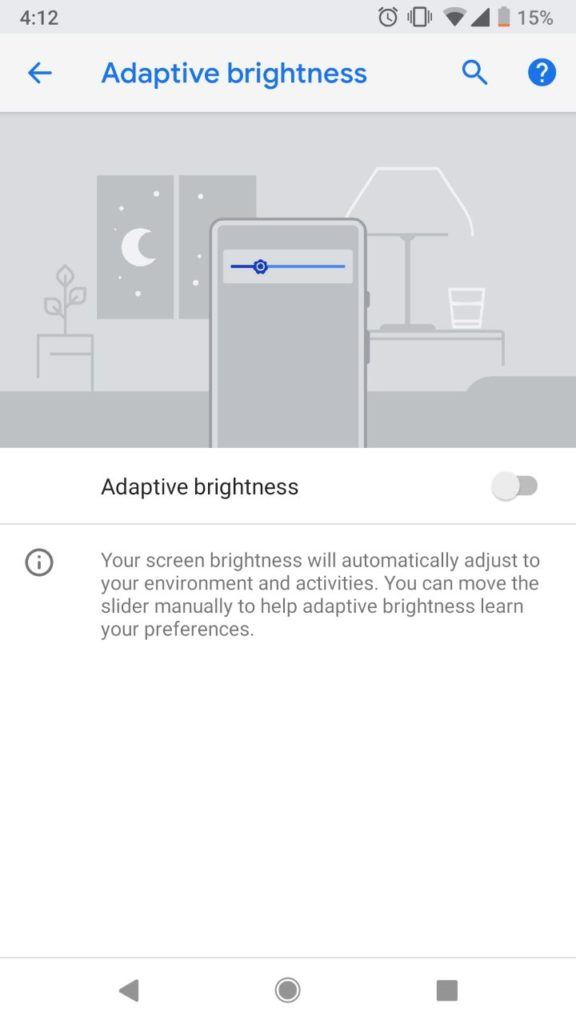 4:12 15%
Adaptive brightness
Adaptive brightness
Your screen brightness will automatically adjust to
your environment and activities. You can move the
slider manually to help adaptive brightness learn
your preferences.